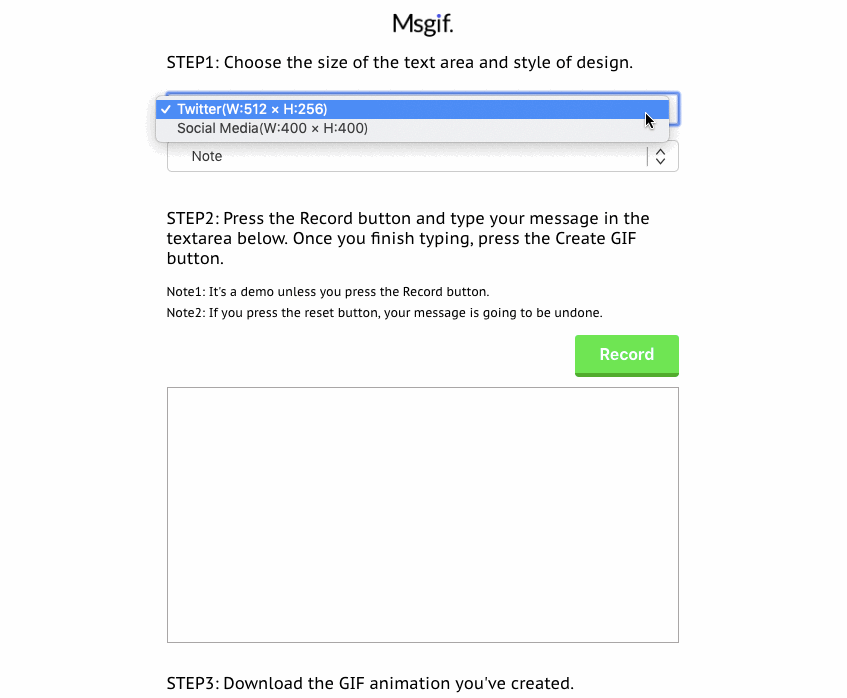 Msgif.
STEP1: Choose the size of the text area and style of design.
✓ Twitter(W:512 × H:256)
Social Media(W:400 × H:400)
Note
STEP2: Press the Record button and type your message in the
textarea below. Once you finish typing, press the Create GIF
button.
Note1: It's a demo unless you press the Record button.
Note2: If you press the reset button, your message is going to be undone.
Record
STEP3: Download the GIF animation you've created.